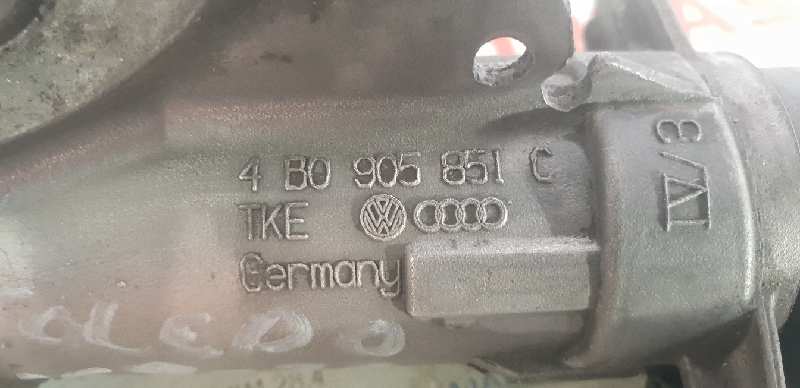 4 B0 905 851 C
TKE
Germany
IV/3